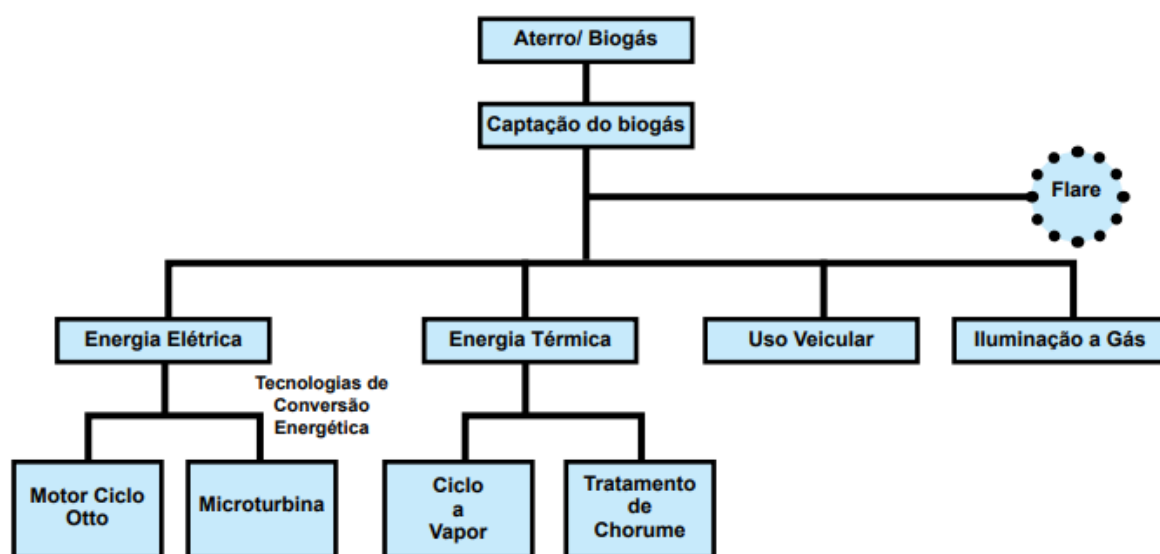 Aterro/ Biogás
Captação do biogás
Flare
Energia Elétrica
Energia Térmica
Uso Veicular
Iluminação a Gás
Tecnologias de
Conversão
Energética
Motor Ciclo
Otto
Microturbina
Ciclo
a
Vapor
Tratamento
de
Chorume